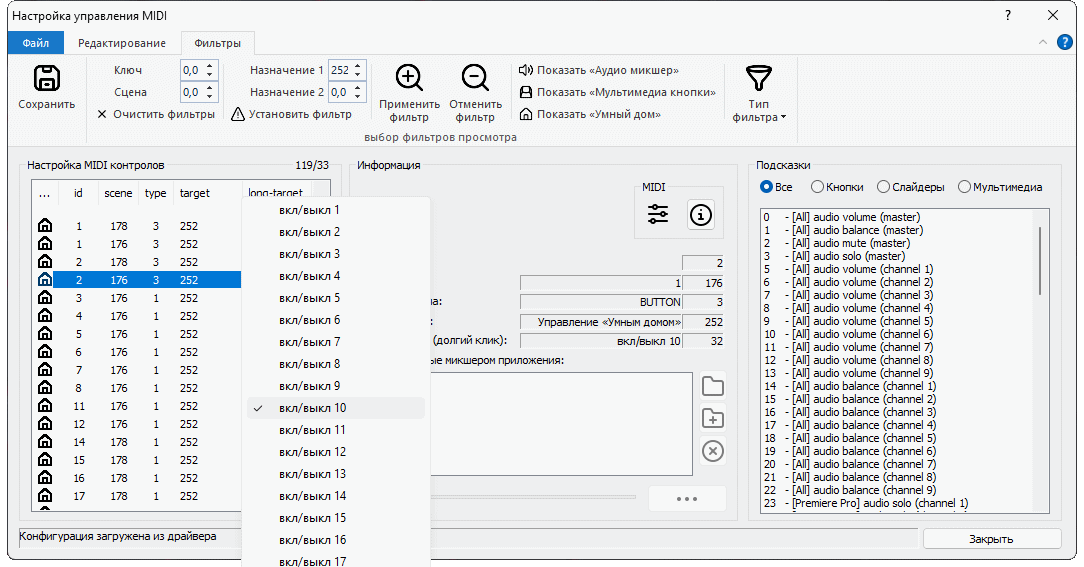 Настройка управления MIDI
?
Файл
Редактирование
Фильтры
?
Сохранить
Ключ
0,0
Сцена
0,0
Очистить фильтры
Назначение 1
252
Назначение 2
0,0
Установить фильтр
Применить
фильтр
Отменить
фильтр
Показать «Аудио микшер»
Показать «Мультимедиа кнопки»
Показать «Умный дом»
Тип
фильтра
выбор фильтров просмотра
Настройка MIDI контролов 119/33
... id scene type target long-target
1 178 3 252
1 176 3 252
2 178 3 252
2 176 3 252
3 176 1 252
4 176 1 252
5 176 1 252
6 176 1 252
7 176 1 252
8 176 1 252
11 176 1 252
12 176 1 252
14 178 1 252
15 178 1 252
16 178 1 252
17 178 1 252
вкл/выкл 1
вкл/выкл 2
вкл/выкл 3
вкл/выкл 4
вкл/выкл 5
вкл/выкл 6
вкл/выкл 7
вкл/выкл 8
вкл/выкл 9
вкл/выкл 10
вкл/выкл 11
вкл/выкл 12
вкл/выкл 13
вкл/выкл 14
вкл/выкл 15
вкл/выкл 16
вкл/выкл 17
Информация
MIDI
2
1 176
на: BUTTON 3
: Управление «Умным домом» 252
(долгий клик): вкл/выкл 10 32
ые микшером приложения:
...
Подсказки
Все Кнопки Слайдеры Мультимедиа
0 - [All] audio volume (master)
1 - [All] audio balance (master)
2 - [All] audio mute (master)
3 - [All] audio solo (master)
5 - [All] audio volume (channel 1)
6 - [All] audio volume (channel 2)
7 - [All] audio volume (channel 3)
8 - [All] audio volume (channel 4)
9 - [All] audio volume (channel 5)
10 - [All] audio volume (channel 6)
11 - [All] audio volume (channel 7)
12 - [All] audio volume (channel 8)
13 - [All] audio volume (channel 9)
14 - [All] audio balance (channel 1)
15 - [All] audio balance (channel 2)
16 - [All] audio balance (channel 3)
17 - [All] audio balance (channel 4)
18 - [All] audio balance (channel 5)
19 - [All] audio balance (channel 6)
20 - [All] audio balance (channel 7)
21 - [All] audio balance (channel 8)
22 - [All] audio balance (channel 9)
23 - [Premiere Pro] audio solo (channel 1)
Конфигурация загружена из драйвера
Закрыть